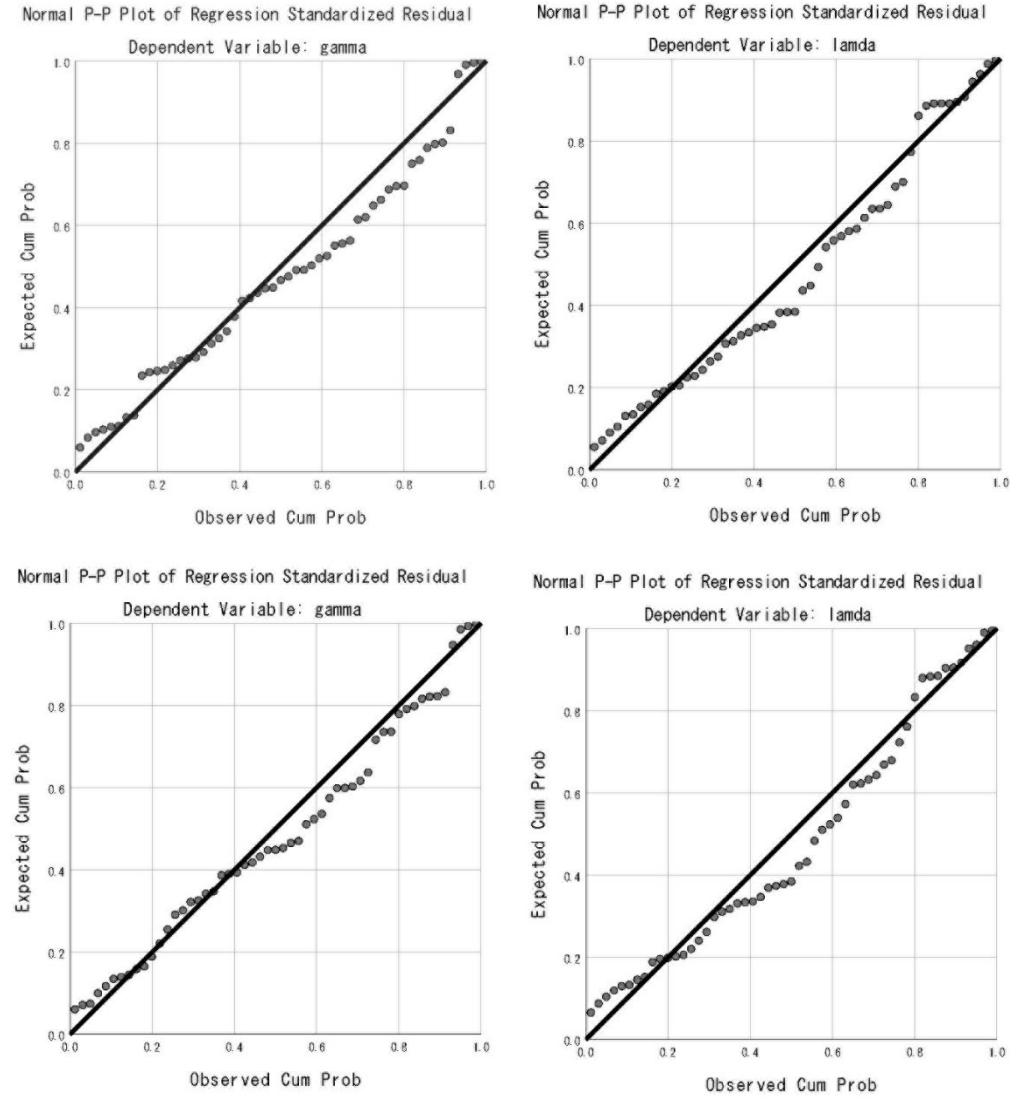 Normal P-P Plot of Regression Standardized Residual
Dependent Variable: gamma
1.0
0.8
0.6
0.4
0.2
0.0
Expected Cum Prob
0.0 0.2 0.4 0.6 0.8 1.0
Observed Cum Prob
Normal P-P Plot of Regression Standardized Residual
Dependent Variable: lamda
1.0
0.8
0.6
0.4
0.2
0.0
Expected Cum Prob
0.0 0.2 0.4 0.6 0.8 1.0
Observed Cum Prob
Normal P-P Plot of Regression Standardized Residual
Dependent Variable: gamma
1.0
0.8
0.6
0.4
0.2
0.0
Expected Cum Prob
0.0 0.2 0.4 0.6 0.8 1.0
Observed Cum Prob
Normal P-P Plot of Regression Standardized Residual
Dependent Variable: lamda
1.0
0.8
0.6
0.4
0.2
0.0
Expected Cum Prob
0.0 0.2 0.4 0.6 0.8 1.0
Observed Cum Prob